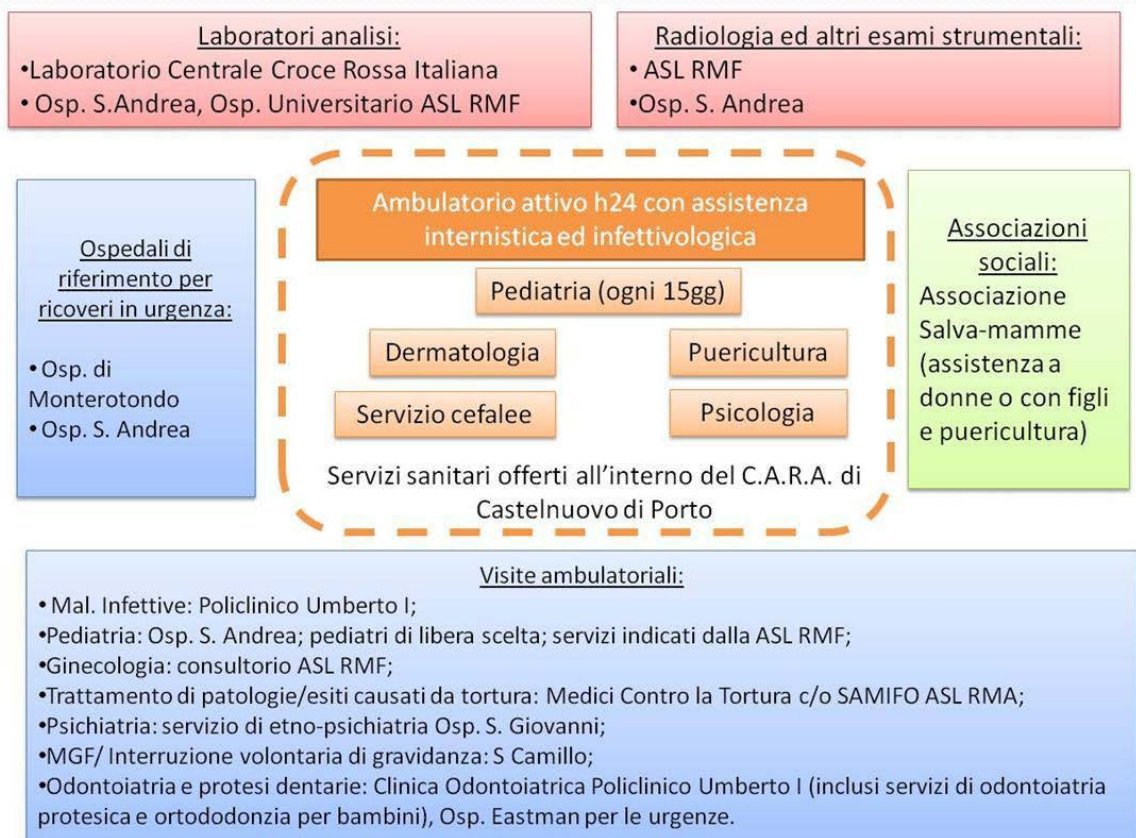 Laboratori analisi:
•Laboratorio Centrale Croce Rossa Italiana
• Osp. S.Andrea, Osp. Universitario ASL RMF
Radiologia ed altri esami strumentali:
• ASL RMF
•Osp. S. Andrea
Ospedali di
riferimento per
ricoveri in urgenza:
• Osp. di
Monterotondo
• Osp. S. Andrea
Ambulatorio attivo h24 con assistenza
internistica ed infettivologica
Pediatria (ogni 15gg)
Dermatologia
Puericultura
Servizio cefalee
Psicologia
Servizi sanitari offerti all'interno del C.A.R.A. di
Castelnuovo di Porto
Associazioni
sociali:
Associazione
Salva-mamme
(assistenza a
donne o con figli
e puericultura)
Visite ambulatoriali:
• Mal. Infettive: Policlinico Umberto I;
•Pediatria: Osp. S. Andrea; pediatri di libera scelta; servizi indicati dalla ASL RMF;
•Ginecologia: consultorio ASL RMF;
•Trattamento di patologie/esiti causati da tortura: Medici Contro la Tortura c/o SAMIFO ASL RMA;
•Psichiatria: servizio di etno-psichiatria Osp. S. Giovanni;
•MGF/ Interruzione volontaria di gravidanza: S Camillo;
•Odontoiatria e protesi dentarie: Clinica Odontoiatrica Policlinico Umberto I (inclusi servizi di odontoiatria
protesica e ortododonzia per bambini), Osp. Eastman per le urgenze.